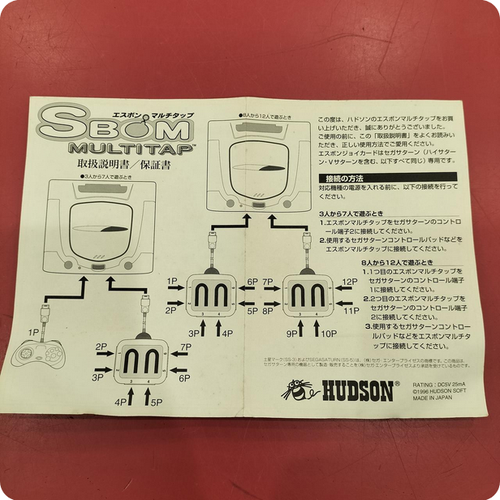 エスボン マルチタップ
SBOM
MULTITAP™
取扱説明書／保証書
●3人から7人で遊ぶとき
1P
2P
3P
4P
5P
6P
7P
●8人から12人で遊ぶとき
1P
2P
3P
4P
5P
6P
7P
8P
9P
10P
11P
12P
この度は、ハドソンのエスボンマルチタップをお買
い上げいただき、誠にありがとうございました。
ご使用の前に、この「取扱説明書」をよくお読みい
ただき、正しい使用方法でご愛用ください。
エスボンジョイカードはセガサターン（ハイサター
ン・Vサターンを含む、以下すべて同じ）専用です。
接続の方法
対応機種の電源を入れる前に、以下の接続を行って
ください。
3人から7人で遊ぶとき
1.エスボンマルチタップをセガサターンのコントロ
ール端子2に接続してください。
2.使用するセガサターンコントロールパッドなどを
エスボンマルチタップに接続してください。
8人から12人で遊ぶとき
1.1つ目のエスボンマルチタップを
セガサターンのコントロール端子
1に接続してください。
2.2つ目のエスボンマルチタップを
セガサターンのコントロール端子
2に接続してください。
3.使用するセガサターンコントロー
ルパッドなどをエスボンマルチタ
ップに接続してください。
HUDSON®
RATING : DC5V 25mA
©1996 HUDSON SOFT
MADE IN JAPAN